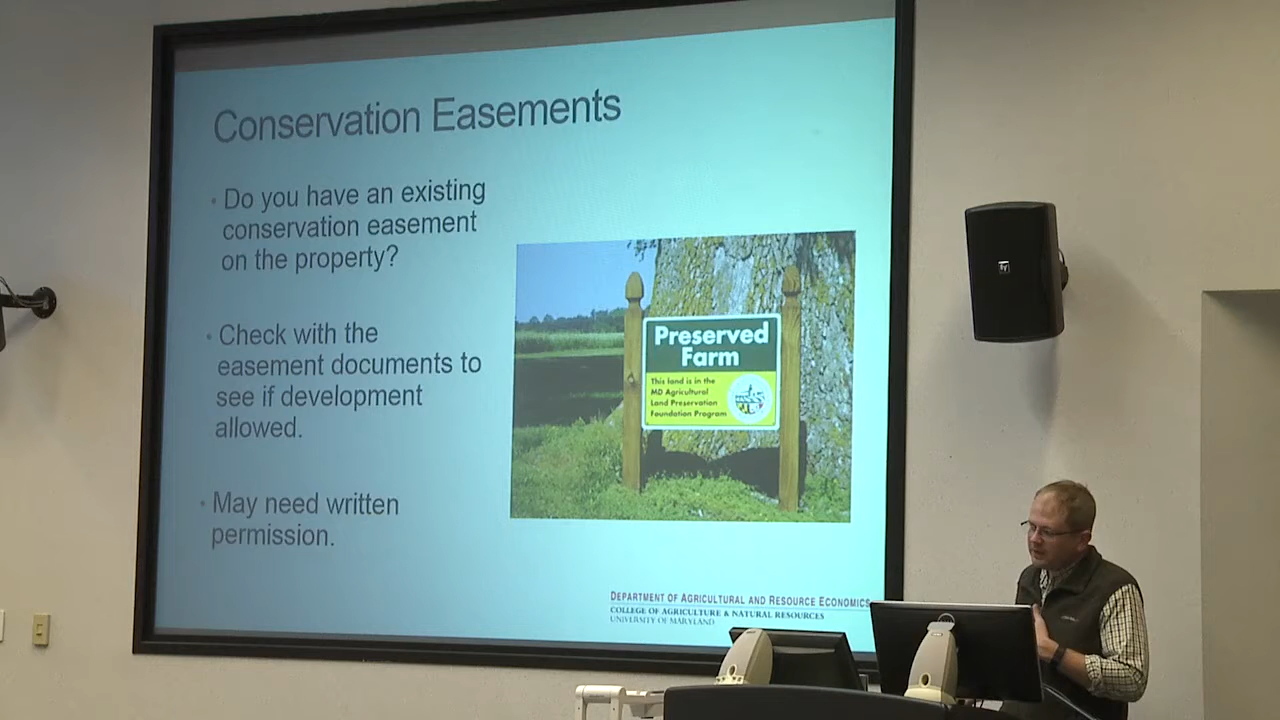 Conservation Easements
• Do you have an existing
conservation easement
on the property?
• Check with the
easement documents to
see if development
allowed.
• May need written
permission.
Preserved
Farm
This land is in the
MD Agricultural
Land Preservation
Foundation Program
DEPARTMENT OF AGRICULTURAL AND RESOURCE ECONOMICS
COLLEGE OF AGRICULTURE & NATURAL RESOURCES
UNIVERSITY OF MARYLAND
EV